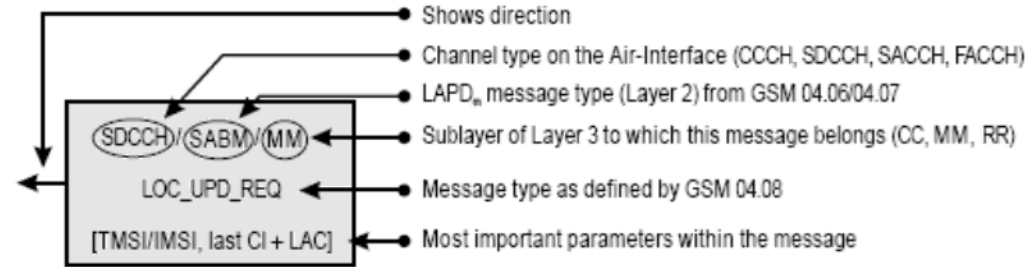 Shows direction
Channel type on the Air-Interface (CCCH, SDCCH, SACCH, FACCH)
LAPDm message type (Layer 2) from GSM 04.06/04.07
SDCCH/SABM/MM
Sublayer of Layer 3 to which this message belongs (CC, MM, RR)
LOC_UPD_REQ
Message type as defined by GSM 04.08
[TMSI/IMSI, last CI + LAC]
Most important parameters within the message